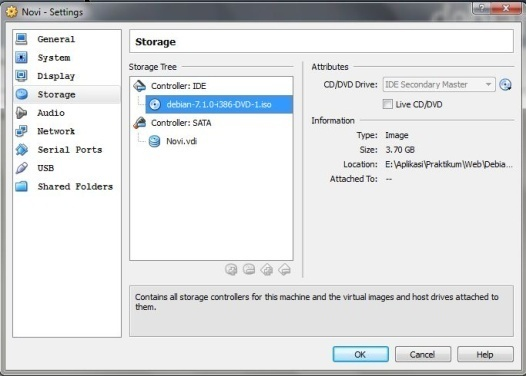 Novi - Settings
General
System
Display
Storage
Audio
Network
Serial Ports
USB
Shared Folders
Storage
Storage Tree
Controller: IDE
debian-7.1.0-i386-DVD-1.iso
Controller: SATA
Novi.vdi
Attributes
CD/DVD Drive: IDE Secondary Master
Live CD/DVD
Information
Type: Image
Size: 3.70 GB
Location: E:\Aplikasi\Praktikum\Web\Debia...
Attached To: --
Contains all storage controllers for this machine and the virtual images and host drives attached to
them.
OK Cancel Help